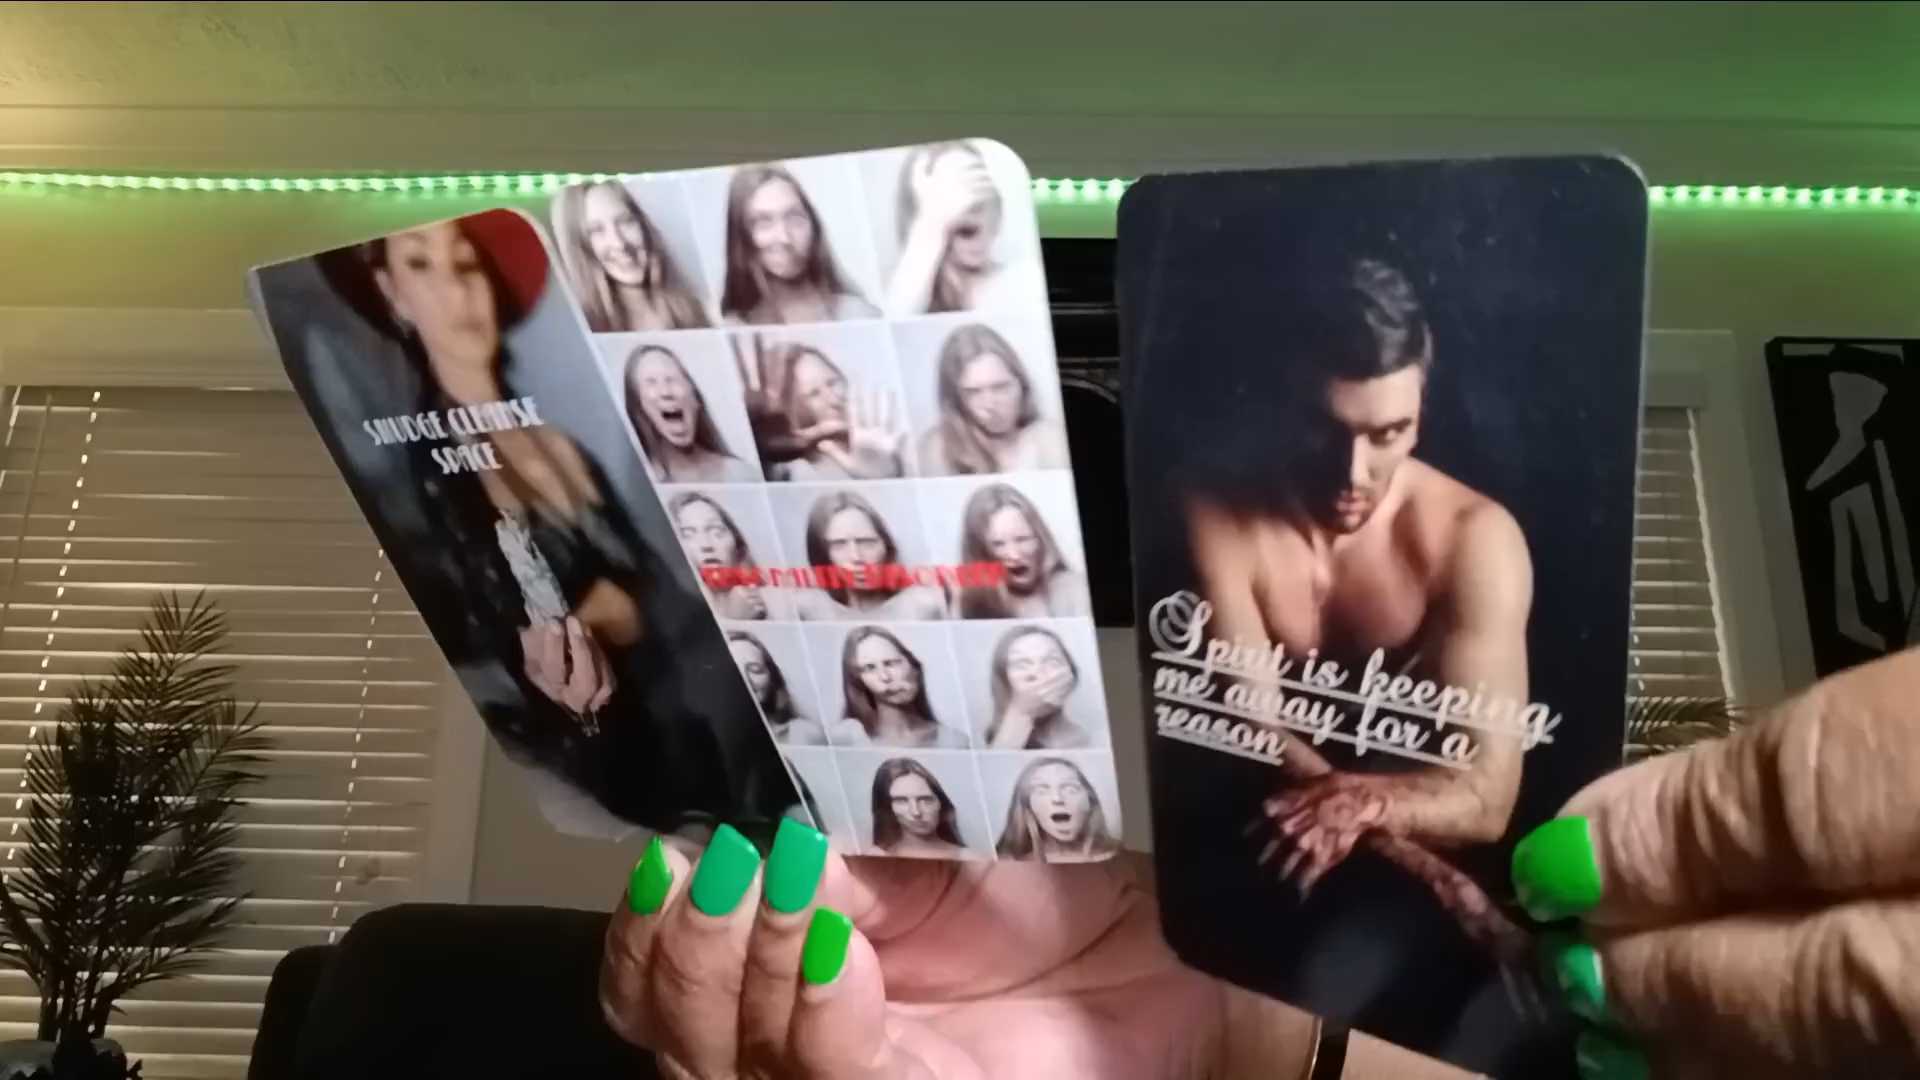 SMUDGE CLEANSE
SPACE
Spirit is keeping
me away for a
reason